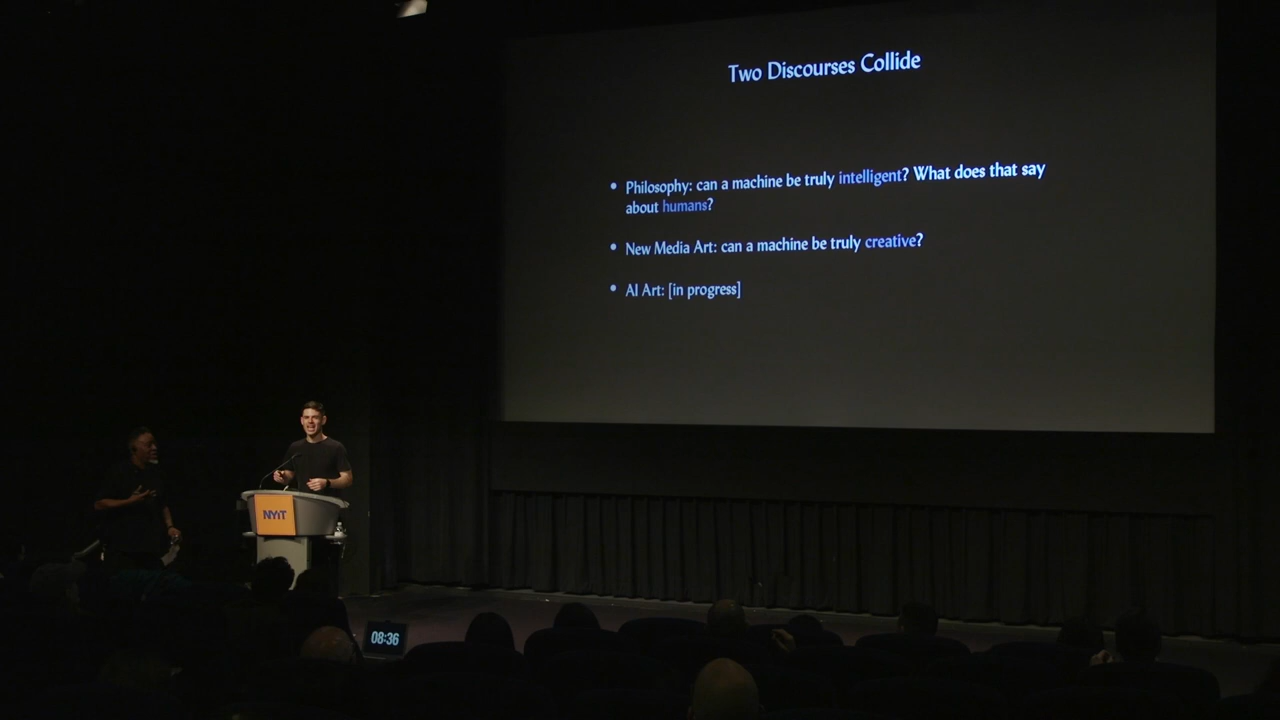 Two Discourses Collide
• Philosophy: can a machine be truly intelligent? What does that say
about humans?
• New Media Art: can a machine be truly creative?
• AI Art: [in progress]
NYiT
08:36